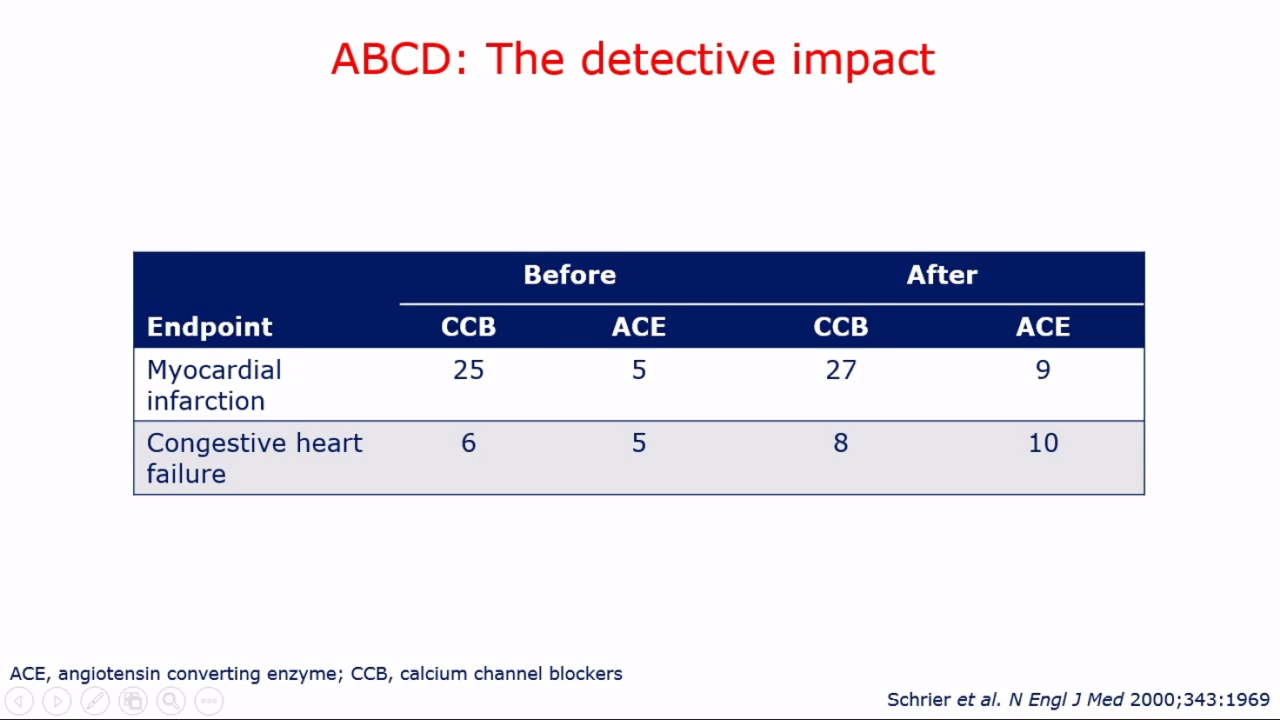 ABCD: The detective impact
Before After
Endpoint CCB ACE CCB ACE
Myocardial 25 5 27 9
infarction
Congestive heart 6 5 8 10
failure
ACE, angiotensin converting enzyme; CCB, calcium channel blockers
Schrier et al. N Engl J Med 2000;343:1969